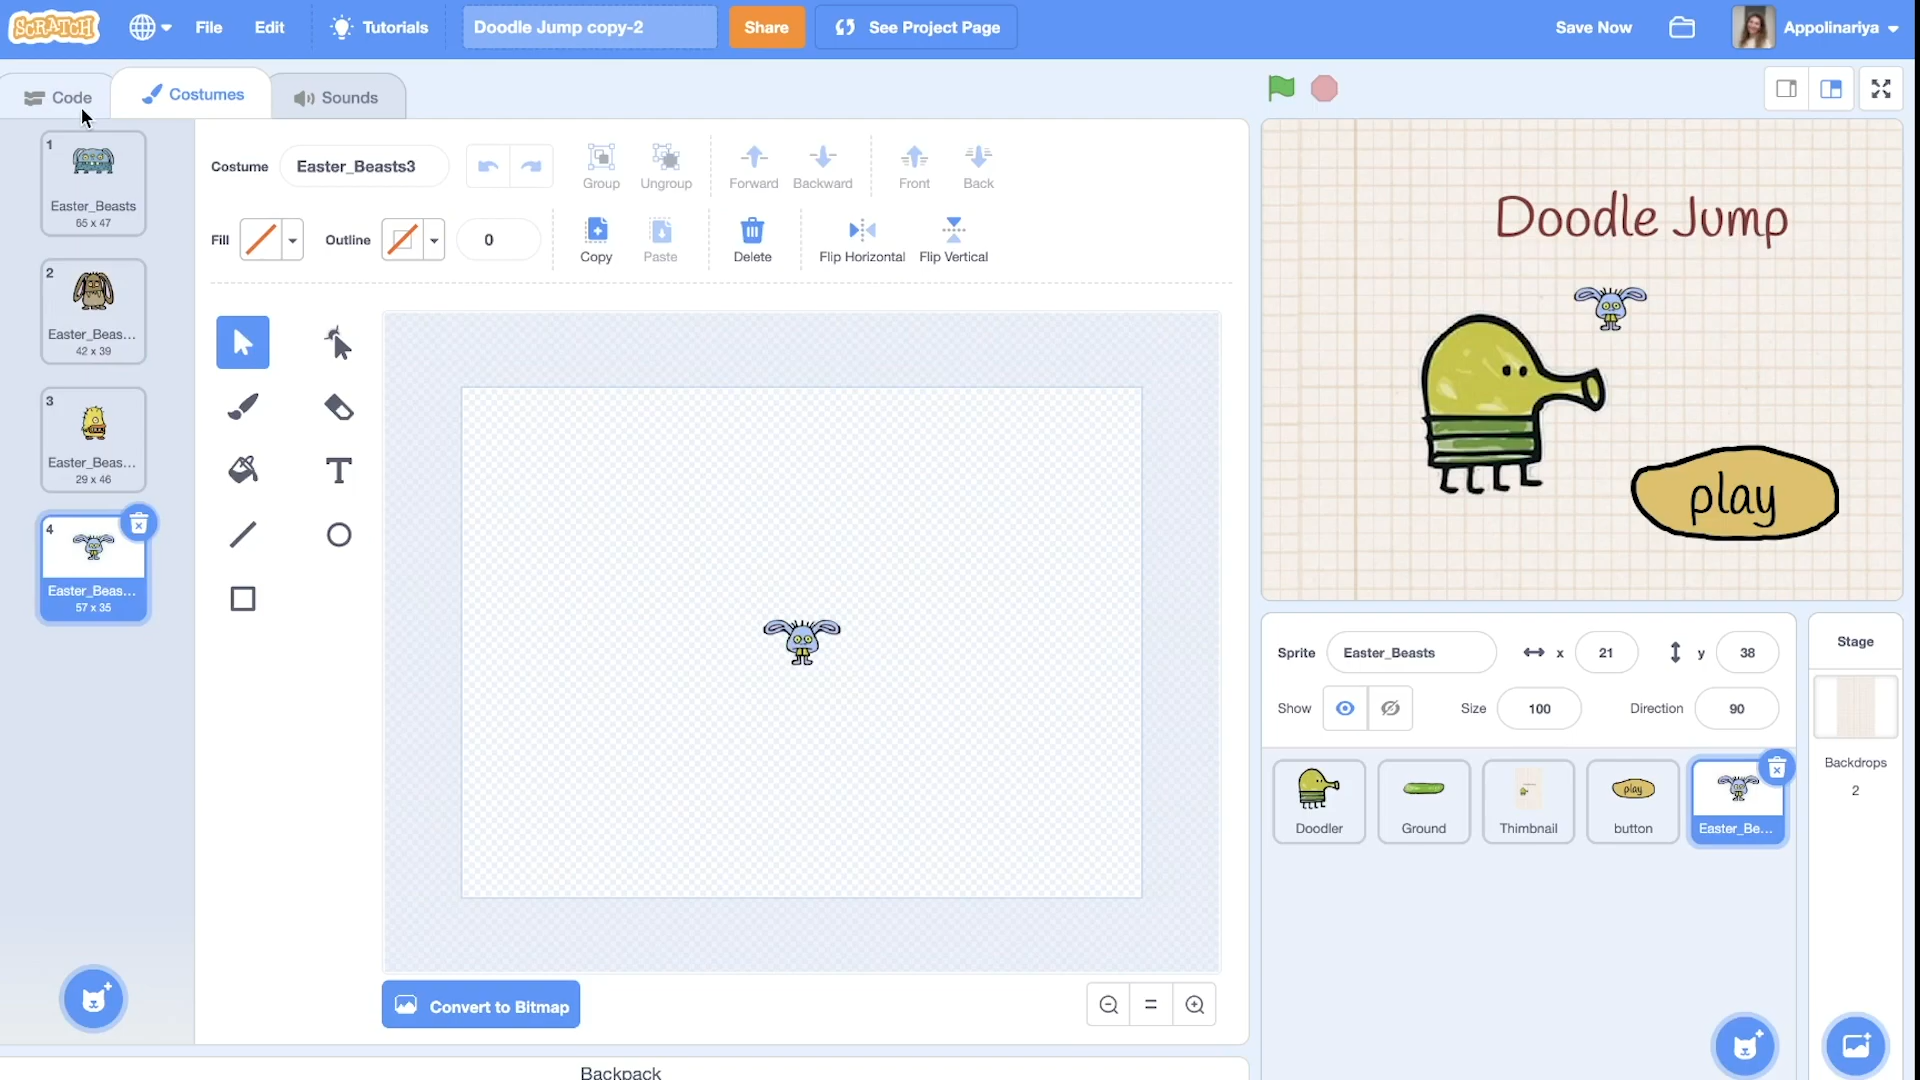 SCRATCH
File
Edit
Tutorials
Doodle Jump copy-2
Share
See Project Page
Save Now
Appolinariya
Code
Costumes
Sounds
1
Easter_Beasts
65 x 47
2
Easter_Beas...
42 x 39
3
Easter_Beas...
29 x 46
4
Easter_Beas...
57 x 35
Costume
Easter_Beasts3
Group
Ungroup
Forward
Backward
Front
Back
Fill
Outline
0
Copy
Paste
Delete
Flip Horizontal
Flip Vertical
T
Convert to Bitmap
Backpack
Doodle Jump
play
Sprite
Easter_Beasts
x
21
y
38
Show
Size
100
Direction
90
Doodler
Ground
Thimbnail
play
button
Easter_Be...
Stage
Backdrops
2